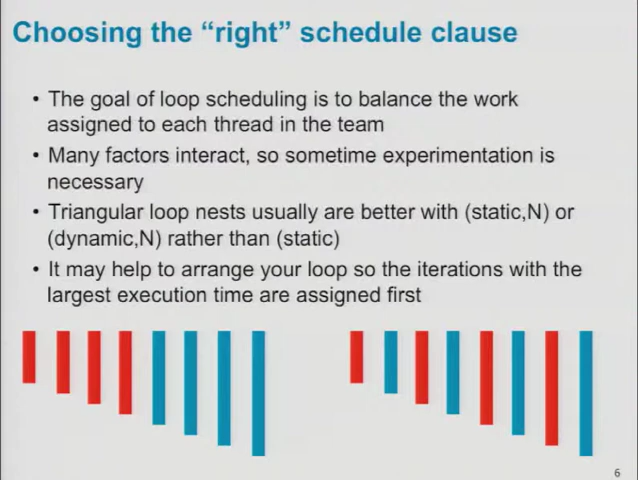 Choosing the “right” schedule clause
• The goal of loop scheduling is to balance the work
assigned to each thread in the team
• Many factors interact, so sometime experimentation is
necessary
• Triangular loop nests usually are better with (static,N) or
(dynamic,N) rather than (static)
• It may help to arrange your loop so the iterations with the
largest execution time are assigned first
6